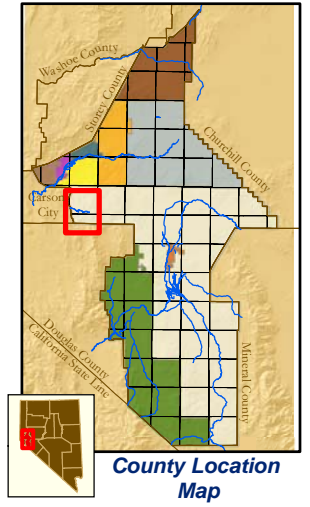 Washoe County
Storey County
Churchill County
Carson
City
Douglas County
California State Line
Mineral County
County Location
Map